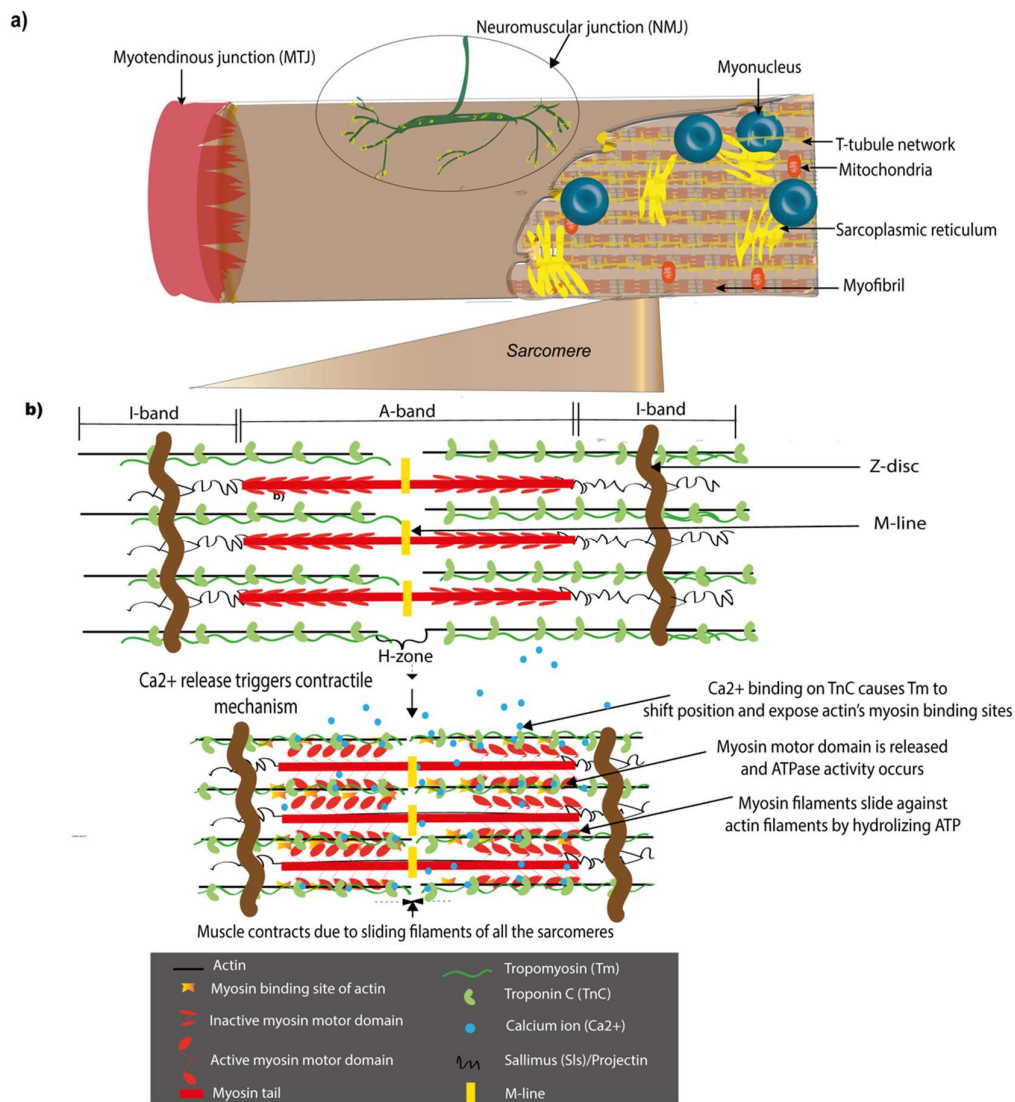 a)
Neuromuscular junction (NMJ)
Myotendinous junction (MTJ)
Myonucleus
T-tubule network
Mitochondria
Sarcoplasmic reticulum
Myofibril
Sarcomere
b)
I-band
A-band
I-band
Z-disc
b)
M-line
H-zone
Ca2+ release triggers contractile
mechanism
Ca2+ binding on TnC causes Tm to
shift position and expose actin's myosin binding sites
Myosin motor domain is released
and ATPase activity occurs
Myosin filaments slide against
actin filaments by hydrolizing ATP
Muscle contracts due to sliding filaments of all the sarcomeres
Actin
Myosin binding site of actin
Inactive myosin motor domain
Active myosin motor domain
Myosin tail
Tropomyosin (Tm)
Troponin C (TnC)
Calcium ion (Ca2+)
Sallimus (Sls)/Projectin
M-line